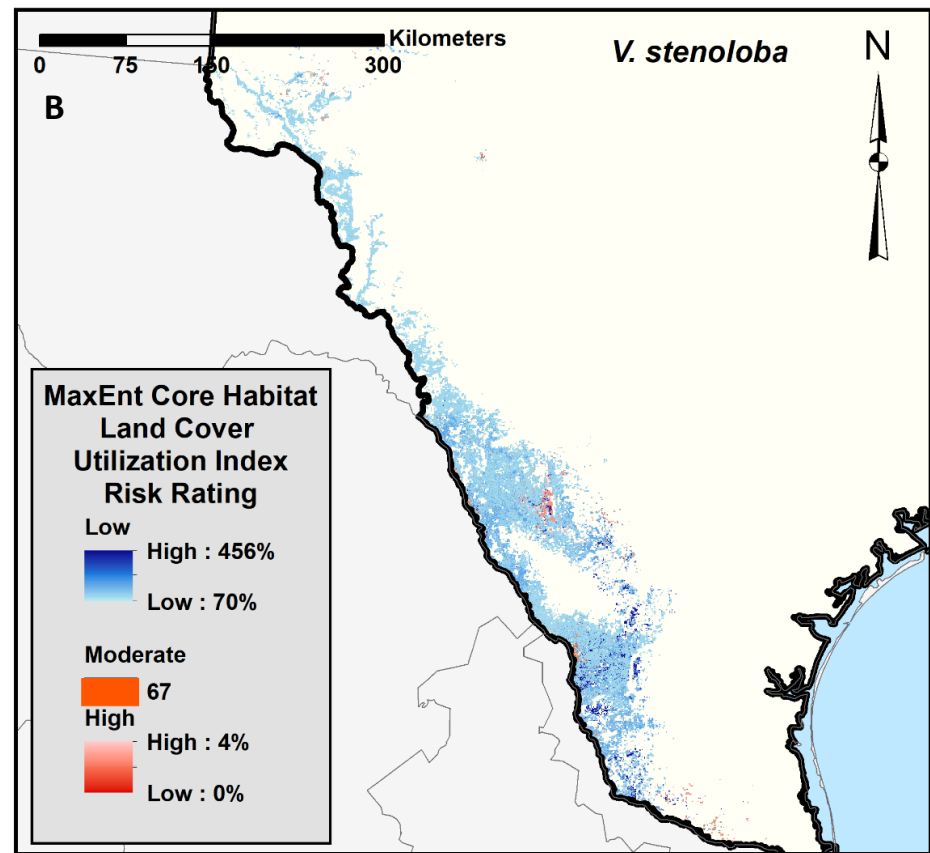 Kilometers
0 75 150 300
V. stenoloba
N
B
MaxEnt Core Habitat
Land Cover
Utilization Index
Risk Rating
Low
High : 456%
Low : 70%
Moderate
67
High
High : 4%
Low : 0%